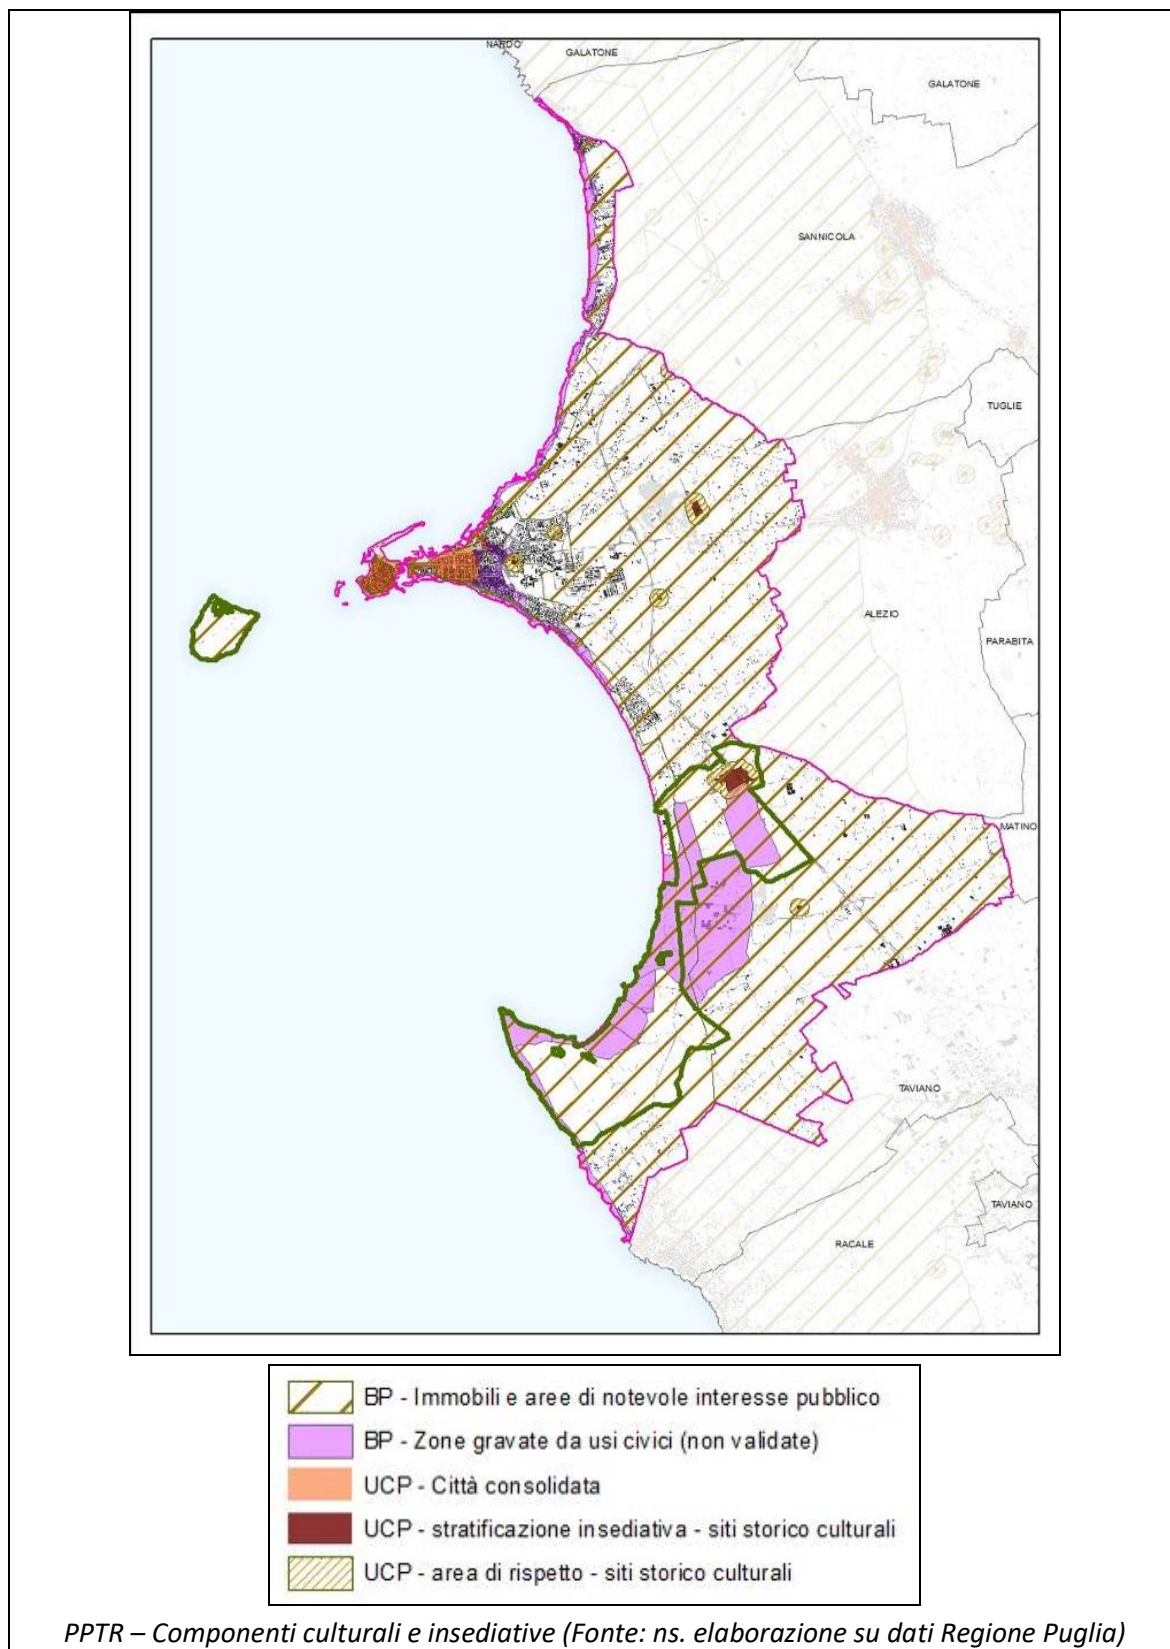 NARDO'
GALATONE
GALATONE
SANNICOLA
TUGLIE
ALEZIO
PARABITA
MATINO
TAVIANO
TAVIANO
RACALE
BP - Immobili e aree di notevole interesse pubblico
BP - Zone gravate da usi civici (non validate)
UCP - Città consolidata
UCP - stratificazione insediativa - siti storico culturali
UCP - area di rispetto - siti storico culturali
PPTR – Componenti culturali e insediative (Fonte: ns. elaborazione su dati Regione Puglia)